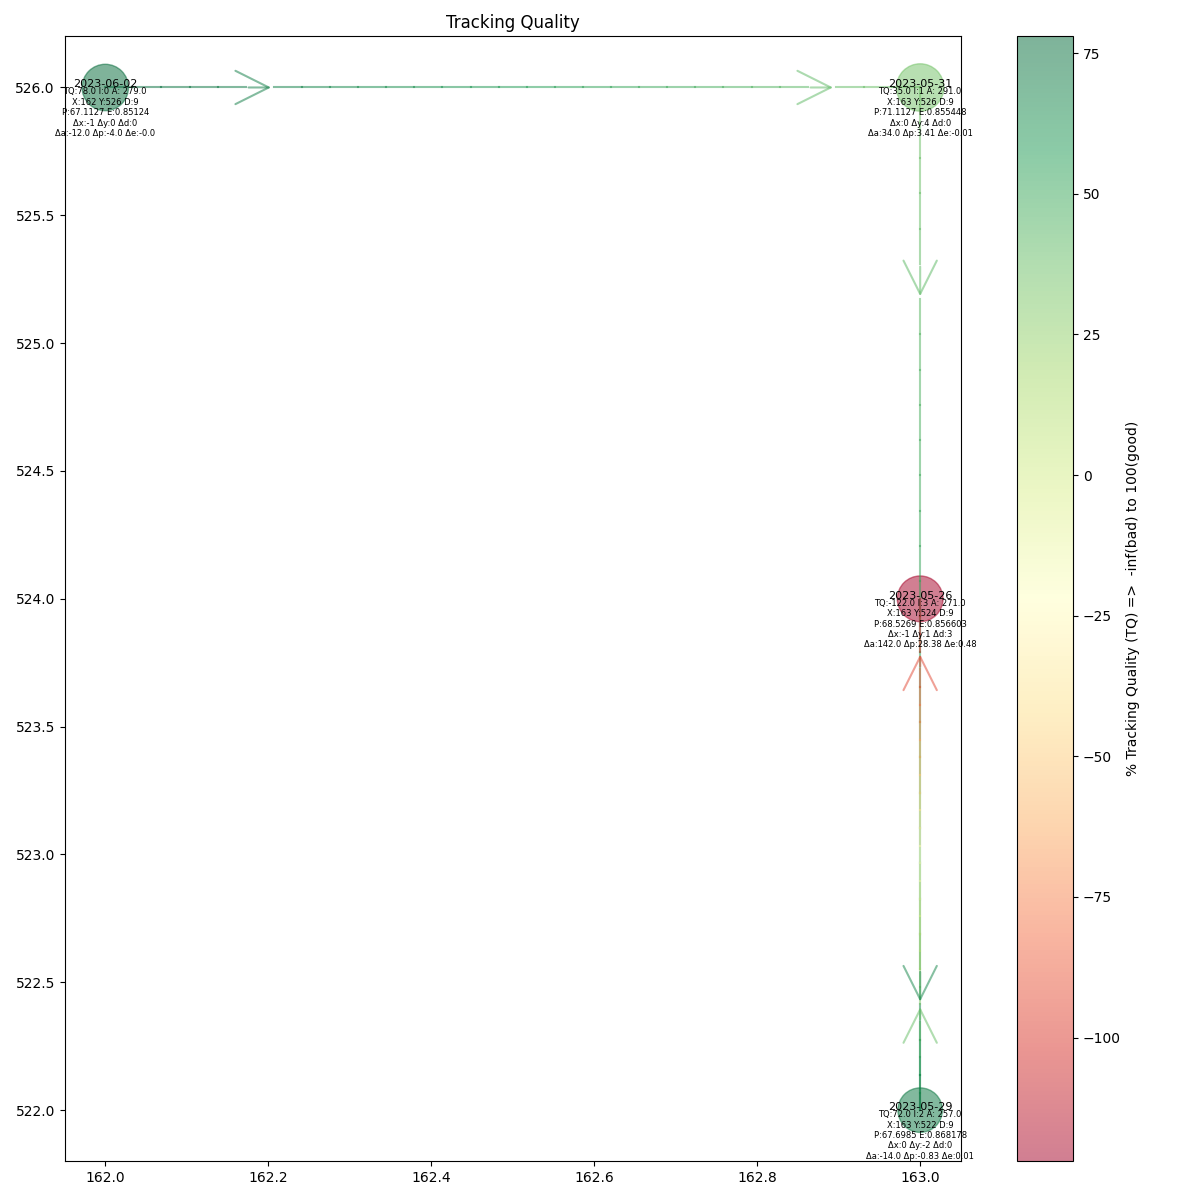 Tracking Quality
2023-06-02
TQ:78.0 I:0 A: 279.0
X:162 Y:526 D:9
P:67.1127 E:0.85124
Δx:-1 Δy:0 Δd:0
Δa:-12.0 Δp:-4.0 Δe:-0.0
2023-05-31
TQ:35.0 I:1 A: 291.0
X:163 Y:526 D:9
P:71.1127 E:0.855448
Δx:0 Δy:4 Δd:0
Δa:34.0 Δp:3.41 Δe:-0.01
2023-05-26
TQ:-122.0 I:3 A: 271.0
X:163 Y:524 D:9
P:68.5269 E:0.856603
Δx:-1 Δy:1 Δd:3
Δa:142.0 Δp:28.38 Δe:0.48
2023-05-29
TQ:72.0 I:2 A: 257.0
X:163 Y:522 D:9
P:67.6985 E:0.868178
Δx:0 Δy:-2 Δd:0
Δa:-14.0 Δp:-0.83 Δe:0.01
526.0
525.5
525.0
524.5
524.0
523.5
523.0
522.5
522.0
162.0 162.2 162.4 162.6 162.8 163.0
75
50
25
0
−25
−50
−75
−100
% Tracking Quality (TQ) => -inf(bad) to 100(good)